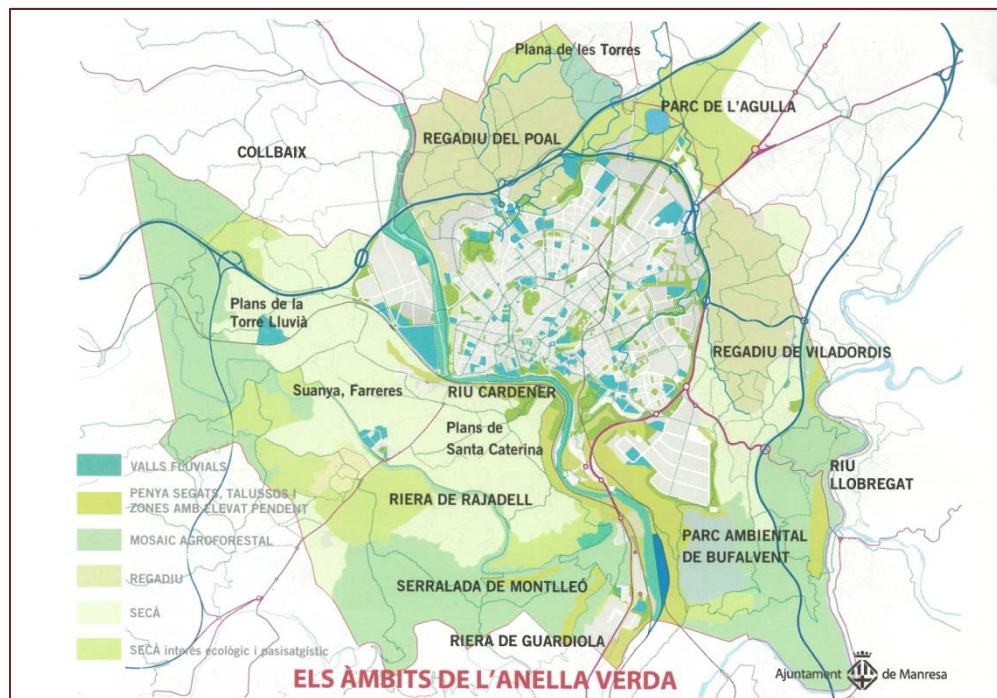 Plana de les Torres
PARC DE L'AGULLA
REGADIU DEL POAL
COLLBAIX
Plans de la
Torre Lluvià
REGADIU DE VILADORDIS
Suanya, Farreres
RIU CARDENER
Plans de
Santa Caterina
RIU
LLOBREGAT
VALLS FLUVIALS
PENYA SEGATS, TALUSSOS I
ZONES AMB ELEVAT PENDENT
RIERA DE RAJADELL
MOSAIC AGROFORESTAL
PARC AMBIENTAL
DE BUFALVENT
REGADIU
SERRALADA DE MONTLLEÓ
SECÀ
RIERA DE GUARDIOLA
SECÀ interès ecològic i pasisatgístic
ELS ÀMBITS DE L'ANELLA VERDA
Ajuntament de Manresa